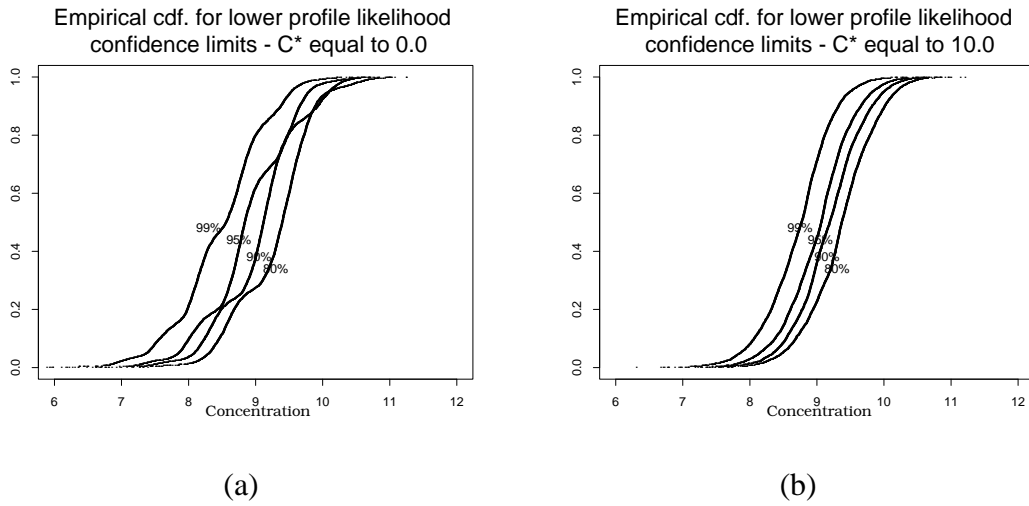 Empirical cdf. for lower profile likelihood
confidence limits - C* equal to 0.0
1.0
0.8
0.6
0.4
0.2
0.0
99%
95%
90%
80%
6 7 8 9 10 11 12
Concentration
(a)
Empirical cdf. for lower profile likelihood
confidence limits - C* equal to 10.0
1.0
0.8
0.6
0.4
0.2
0.0
99%
95%
90%
80%
6 7 8 9 10 11 12
Concentration
(b)